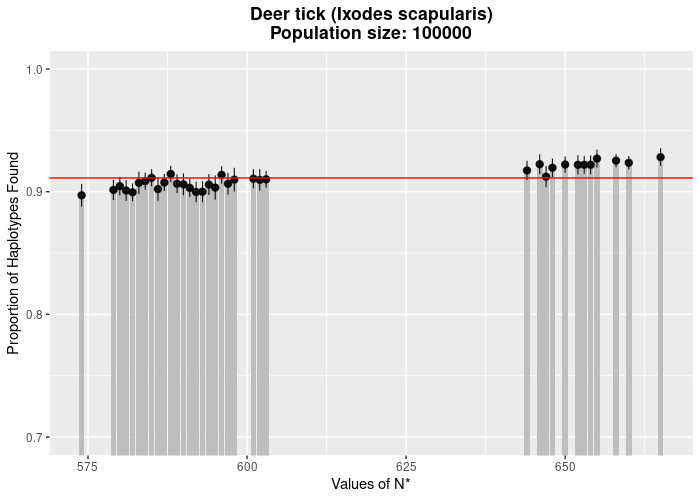 Deer tick (Ixodes scapularis)
Population size: 100000
Proportion of Haplotypes Found
1.0
0.9
0.8
0.7
575
600
625
650
Values of N*